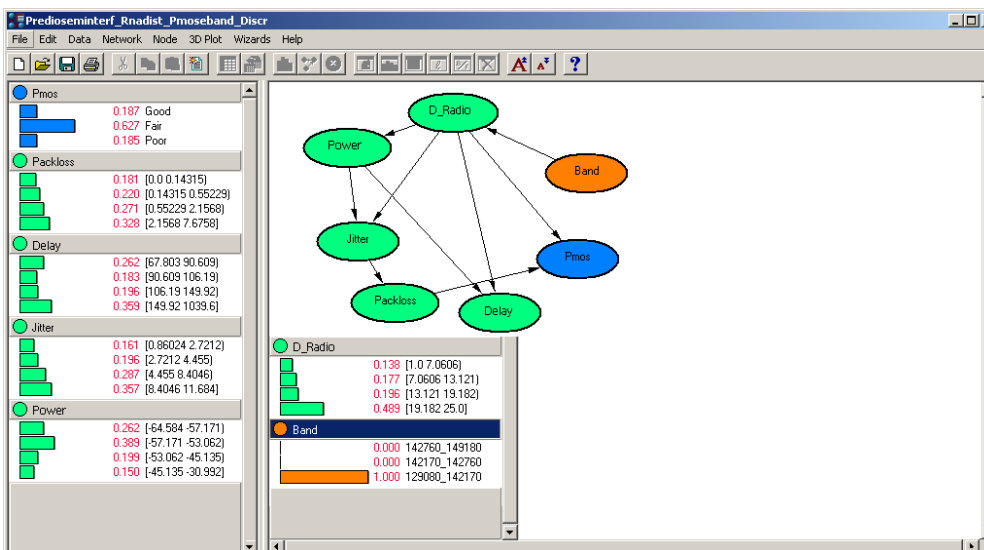 Predioseminterf_Rnadist_Pmoseband_Discr
File Edit Data Network Node 3D Plot Wizards Help
A A ?
Pmos
0.187 Good
0.627 Fair
0.185 Poor
Packloss
0.181 [0.0 0.14315)
0.220 [0.14315 0.55229)
0.271 [0.55229 2.1568)
0.328 [2.1568 7.6758)
Delay
0.262 [67.803 90.609)
0.183 [90.609 106.19)
0.196 [106.19 149.92)
0.359 [149.92 1039.6)
Jitter
0.161 [0.86024 2.7212)
0.196 [2.7212 4.455)
0.287 [4.455 8.4046)
0.357 [8.4046 11.684)
Power
0.262 [-64.584 -57.171)
0.389 [-57.171 -53.062)
0.199 [-53.062 -45.135)
0.150 [-45.135 -30.992)
D_Radio
Power
Band
Jitter
Pmos
Packloss
Delay
D_Radio
0.138 [1.0 7.0606)
0.177 [7.0606 13.121)
0.196 [13.121 19.182)
0.489 [19.182 25.0)
Band
0.000 142760_149180
0.000 142170_142760
1.000 129080_142170